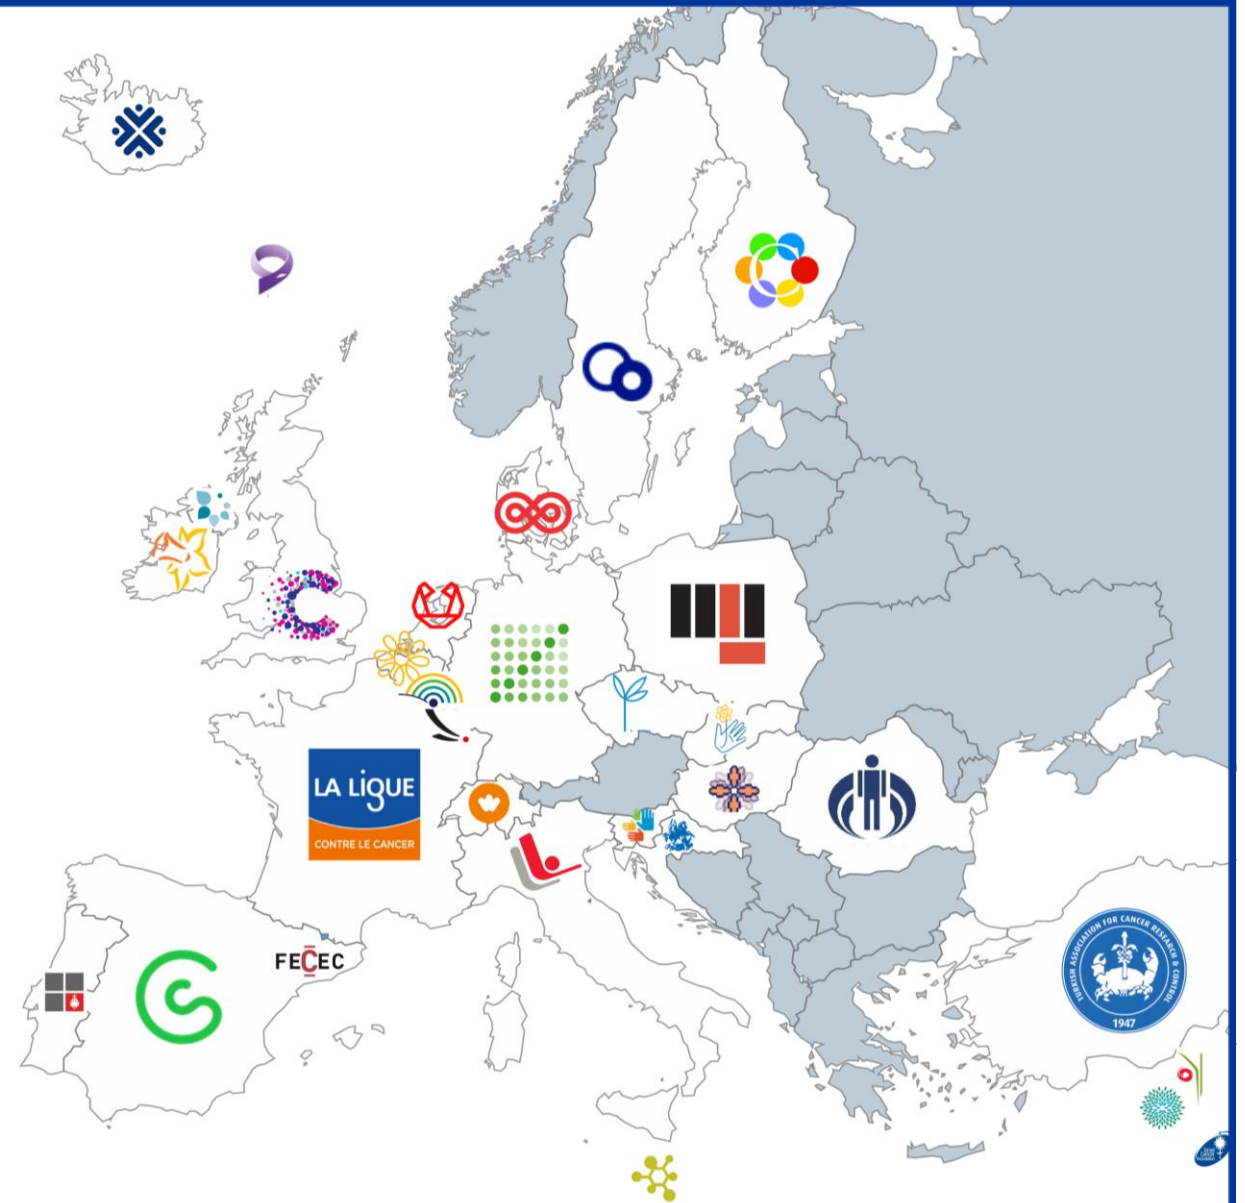 LA LiGUE
CONTRE LE CANCER
FECEC
TURKISH ASSOCIATION FOR CANCER RESEARCH & CONTROL
1947